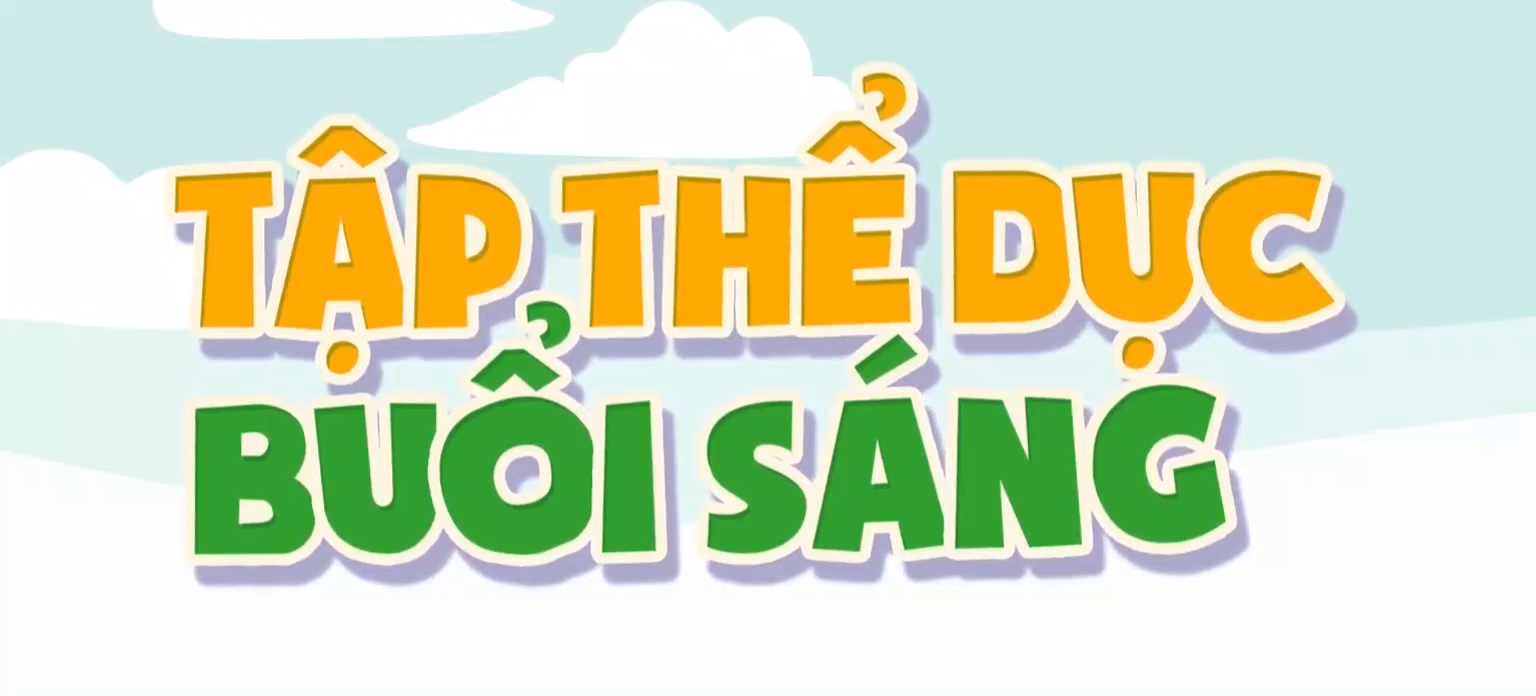 TẬP THỂ DỤC
BUỔI SÁNG